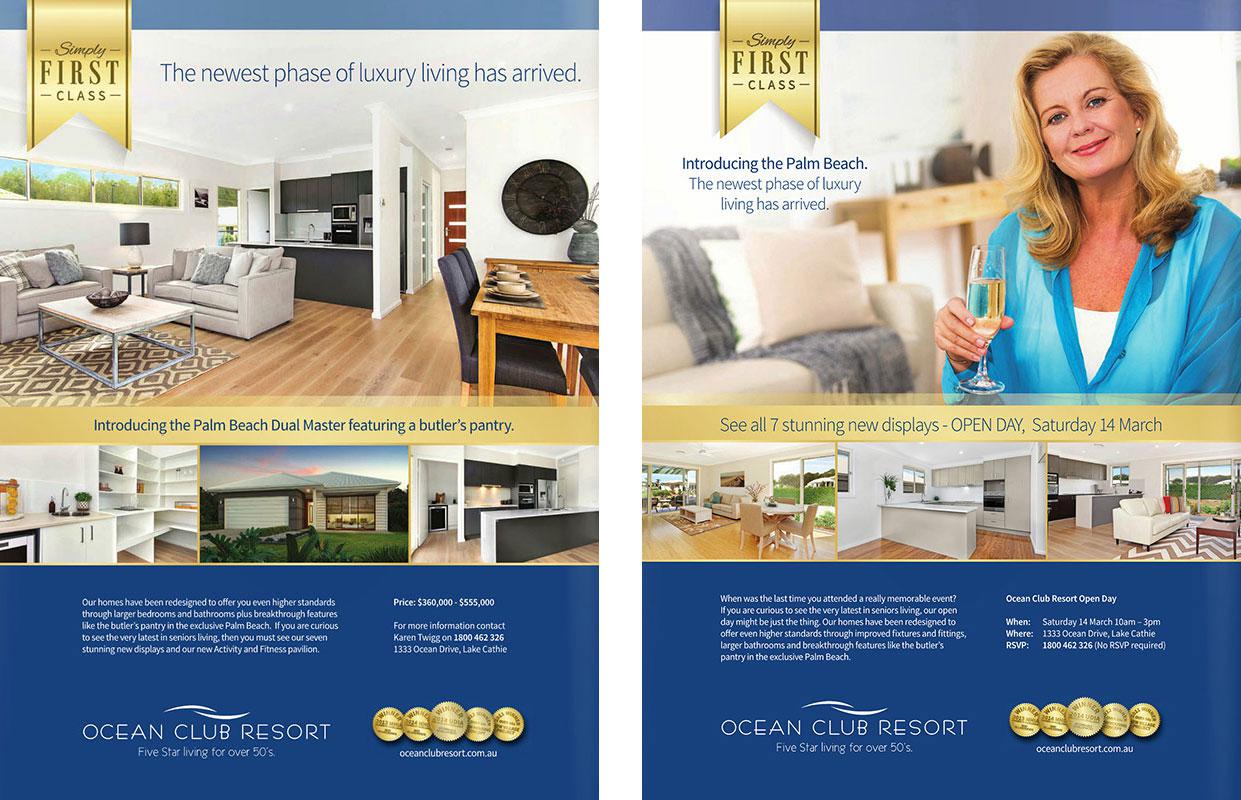 Simply
FIRST
CLASS
The newest phase of luxury living has arrived.
Introducing the Palm Beach Dual Master featuring a butler's pantry.
Our homes have been redesigned to offer you even higher standards
through larger bedrooms and bathrooms plus breakthrough features
like the butler's pantry in the exclusive Palm Beach. If you are curious
to see the very latest in seniors living, then you must see our seven
stunning new displays and our new Activity and Fitness pavilion.
Price: $360,000 - $555,000
For more information contact
Karen Twigg on 1800 462 326
1333 Ocean Drive, Lake Cathie
OCEAN CLUB RESORT
Five Star living for over 50's.
WINNER
2014 UDIA
oceanclubresort.com.au
Simply
FIRST
CLASS
Introducing the Palm Beach.
The newest phase of luxury
living has arrived.
See all 7 stunning new displays - OPEN DAY, Saturday 14 March
When was the last time you attended a really memorable event?
If you are curious to see the very latest in seniors living, our open
day might be just the thing. Our homes have been redesigned to
offer even higher standards through improved fixtures and fittings,
larger bathrooms and breakthrough features like the butler's
pantry in the exclusive Palm Beach.
Ocean Club Resort Open Day
When: Saturday 14 March 10am – 3pm
Where: 1333 Ocean Drive, Lake Cathie
RSVP: 1800 462 326 (No RSVP required)
OCEAN CLUB RESORT
Five Star living for over 50's.
WINNER
2014 UDIA
oceanclubresort.com.au